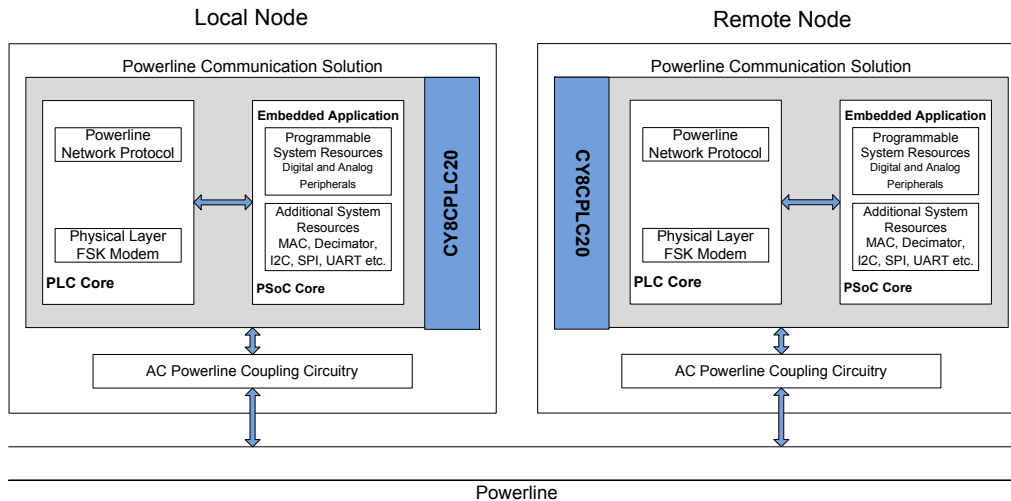 Local Node
Powerline Communication Solution
Powerline
Network Protocol
Physical Layer
FSK Modem
PLC Core
Embedded Application
Programmable
System Resources
Digital and Analog
Peripherals
Additional System
Resources
MAC, Decimator,
I2C, SPI, UART etc.
PSoC Core
CY8CPLC20
AC Powerline Coupling Circuitry
Remote Node
Powerline Communication Solution
CY8CPLC20
Powerline
Network Protocol
Physical Layer
FSK Modem
PLC Core
Embedded Application
Programmable
System Resources
Digital and Analog
Peripherals
Additional System
Resources
MAC, Decimator,
I2C, SPI, UART etc.
PSoC Core
AC Powerline Coupling Circuitry
Powerline